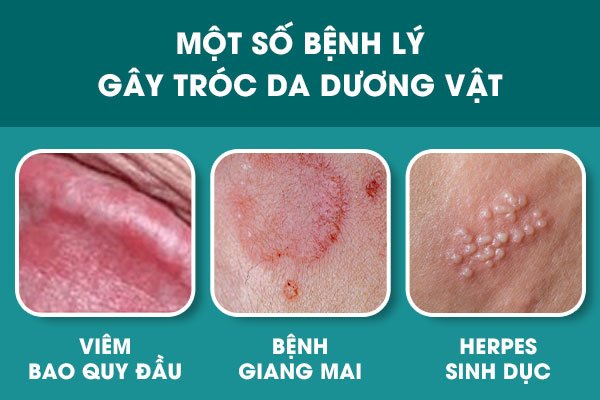 MỘT SỐ BỆNH LÝ
GÂY TRÓC DA DƯƠNG VẬT
VIÊM
BAO QUY ĐẦU
BỆNH
GIANG MAI
HERPES
SINH DỤC